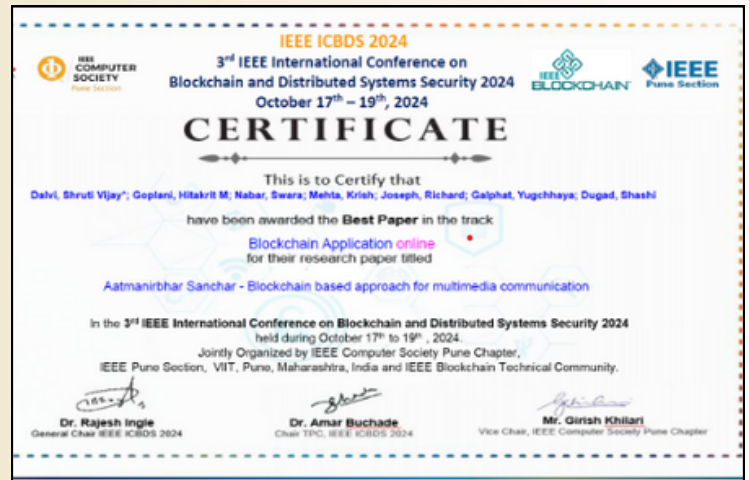 IEEE ICBDS 2024
IEEE
COMPUTER
SOCIETY
Pune Section
3rd IEEE International Conference on
Blockchain and Distributed Systems Security 2024
October 17th – 19th, 2024
IEEE
BLOCKCHAIN
IEEE
Pune Section
CERTIFICATE
This is to Certify that
Dalvi, Shruti Vijay*; Goplani, Hitakrit M; Nabar, Swara; Mehta, Krish; Joseph, Richard; Galphat, Yugchhaya; Dugad, Shashi
have been awarded the Best Paper in the track
Blockchain Application online
for their research paper titled
Aatmanirbhar Sanchar - Blockchain based approach for multimedia communication
In the 3rd IEEE International Conference on Blockchain and Distributed Systems Security 2024
held during October 17th to 19th , 2024.
Jointly Organized by IEEE Computer Society Pune Chapter,
IEEE Pune Section, VIIT, Pune, Maharashtra, India and IEEE Blockchain Technical Community.
Dr. Rajesh Ingle
General Chair IEEE ICBDS 2024
Dr. Amar Buchade
Chair TPC, IEEE ICBDS 2024
Mr. Girish Khilari
Vice Chair, IEEE Computer Society Pune Chapter